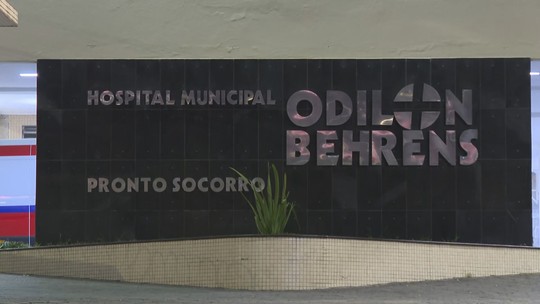 HOSPITAL MUNICIPAL
ODILON
BEHRENS
PRONTO SOCORRO